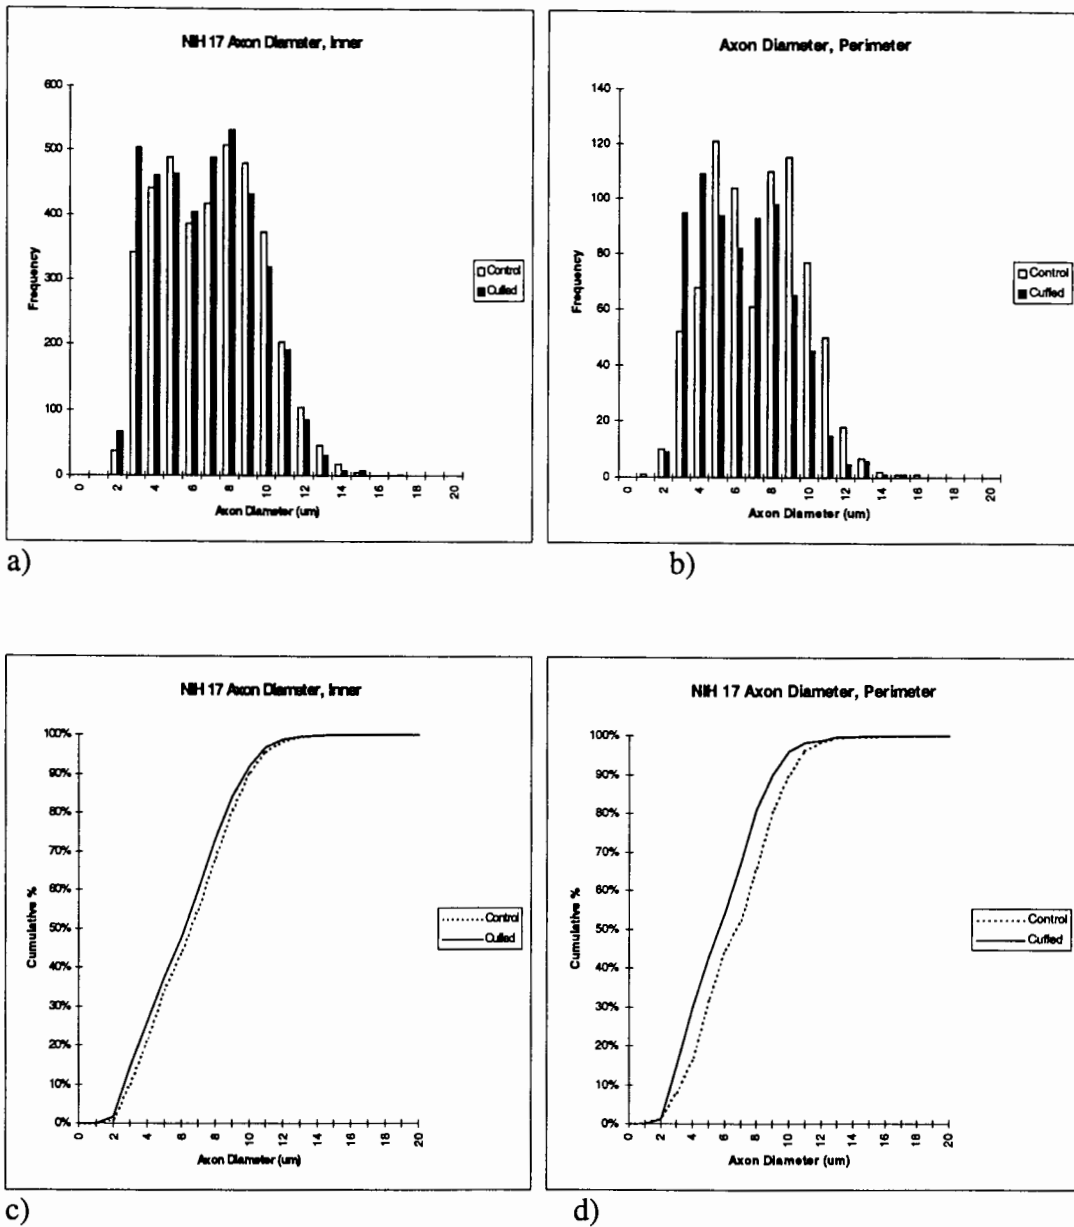 NIH 17 Axon Diameter, Inner
600
500
400
300
200
100
0
Frequency
0 2 4 6 8 10 12 14 16 18 20
Axon Diameter (um)
Control
Cuffed
a)
Axon Diameter, Perimeter
140
120
100
80
60
40
20
0
Frequency
0 2 4 6 8 10 12 14 16 18 20
Axon Diameter (um)
Control
Cuffed
b)
NIH 17 Axon Diameter, Inner
100%
90%
80%
70%
60%
50%
40%
30%
20%
10%
0%
Cumulative %
0 2 4 6 8 10 12 14 16 18 20
Axon Diameter (um)
Control
Cuffed
c)
NIH 17 Axon Diameter, Perimeter
100%
90%
80%
70%
60%
50%
40%
30%
20%
10%
0%
Cumulative %
0 2 4 6 8 10 12 14 16 18 20
Axon Diameter (um)
Control
Cuffed
d)